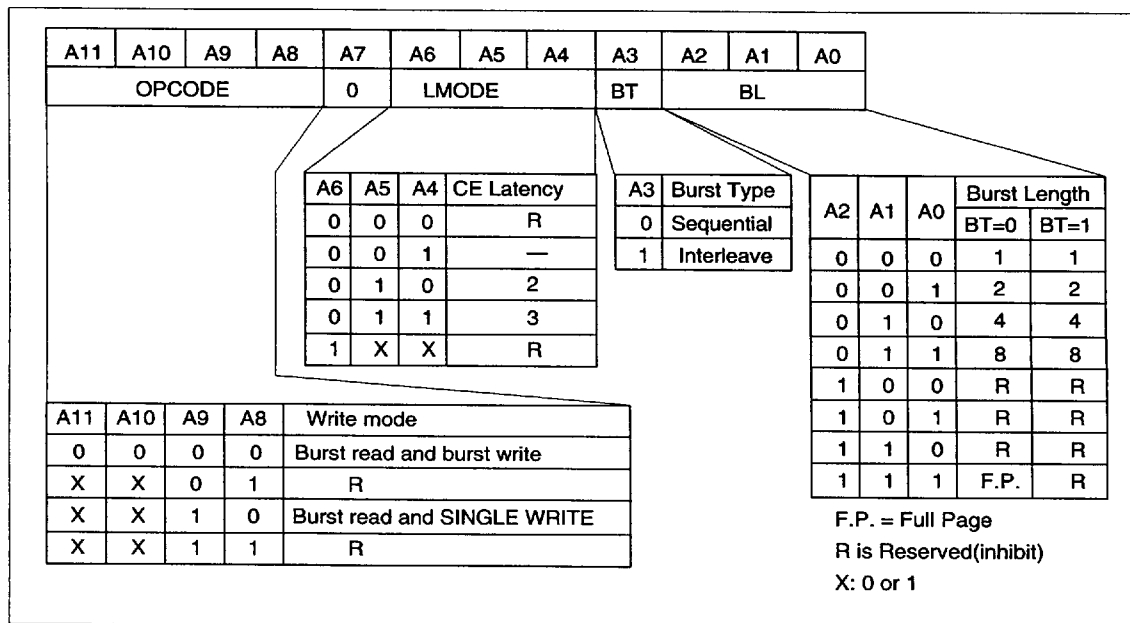 A11 A10 A9 A8 A7 A6 A5 A4 A3 A2 A1 A0
OPCODE 0 LMODE BT BL
A6 A5 A4 CE Latency
0 0 0 R
0 0 1 —
0 1 0 2
0 1 1 3
1 X X R
A3 Burst Type
0 Sequential
1 Interleave
A2 A1 A0 Burst Length
BT=0 BT=1
0 0 0 1 1
0 0 1 2 2
0 1 0 4 4
0 1 1 8 8
1 0 0 R R
1 0 1 R R
1 1 0 R R
1 1 1 F.P. R
A11 A10 A9 A8 Write mode
0 0 0 0 Burst read and burst write
X X 0 1 R
X X 1 0 Burst read and SINGLE WRITE
X X 1 1 R
F.P. = Full Page
R is Reserved(inhibit)
X: 0 or 1